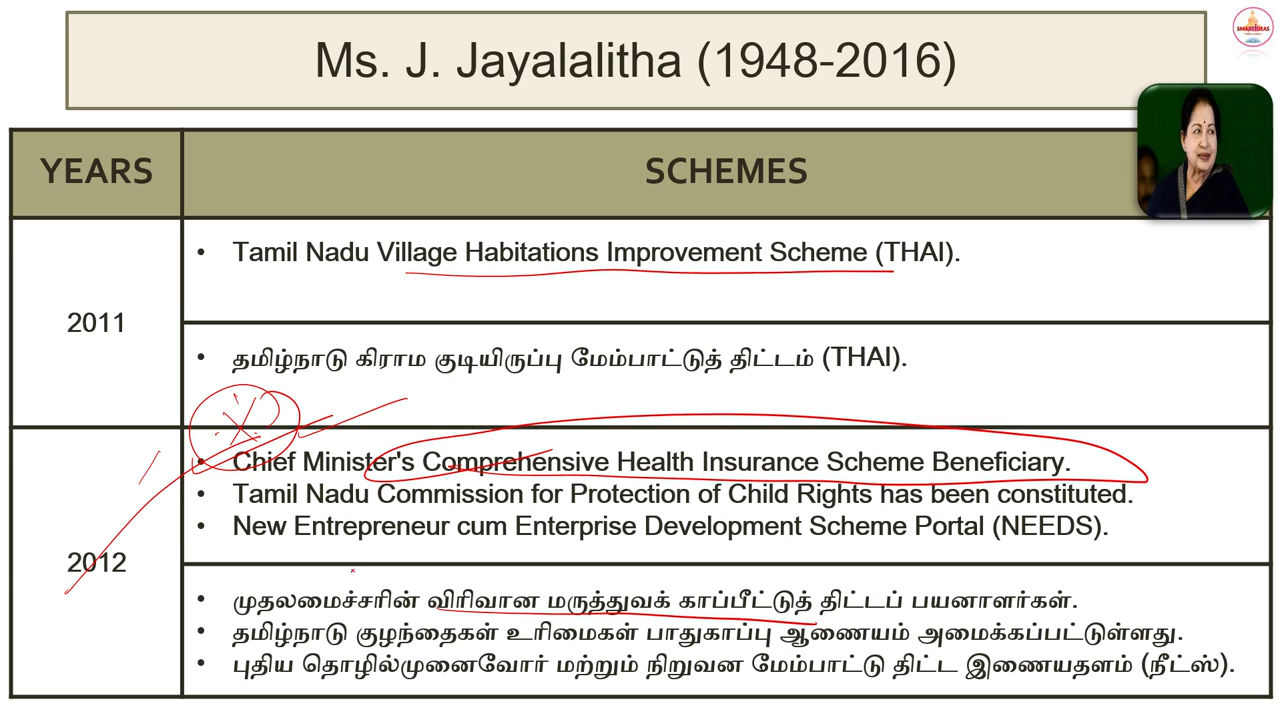 Ms. J. Jayalalitha (1948-2016)
SMARTIDEAS
YEARS
SCHEMES
2011
• Tamil Nadu Village Habitations Improvement Scheme (THAI).
• தமிழ்நாடு கிராம குடியிருப்பு மேம்பாட்டுத் திட்டம் (THAI).
2012
• Chief Minister's Comprehensive Health Insurance Scheme Beneficiary.
• Tamil Nadu Commission for Protection of Child Rights has been constituted.
• New Entrepreneur cum Enterprise Development Scheme Portal (NEEDS).
• முதலமைச்சரின் விரிவான மருத்துவக் காப்பீட்டுத் திட்டப் பயனாளர்கள்.
• தமிழ்நாடு குழந்தைகள் உரிமைகள் பாதுகாப்பு ஆணையம் அமைக்கப்பட்டுள்ளது.
• புதிய தொழில்முனைவோர் மற்றும் நிறுவன மேம்பாட்டு திட்ட இணையதளம் (நீட்ஸ்).